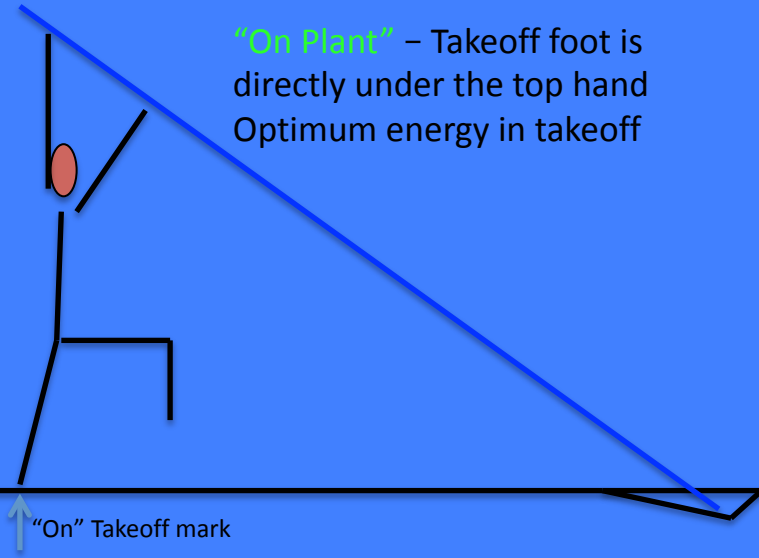 “On Plant” – Takeoff foot is
directly under the top hand
Optimum energy in takeoff
“On” Takeoff mark